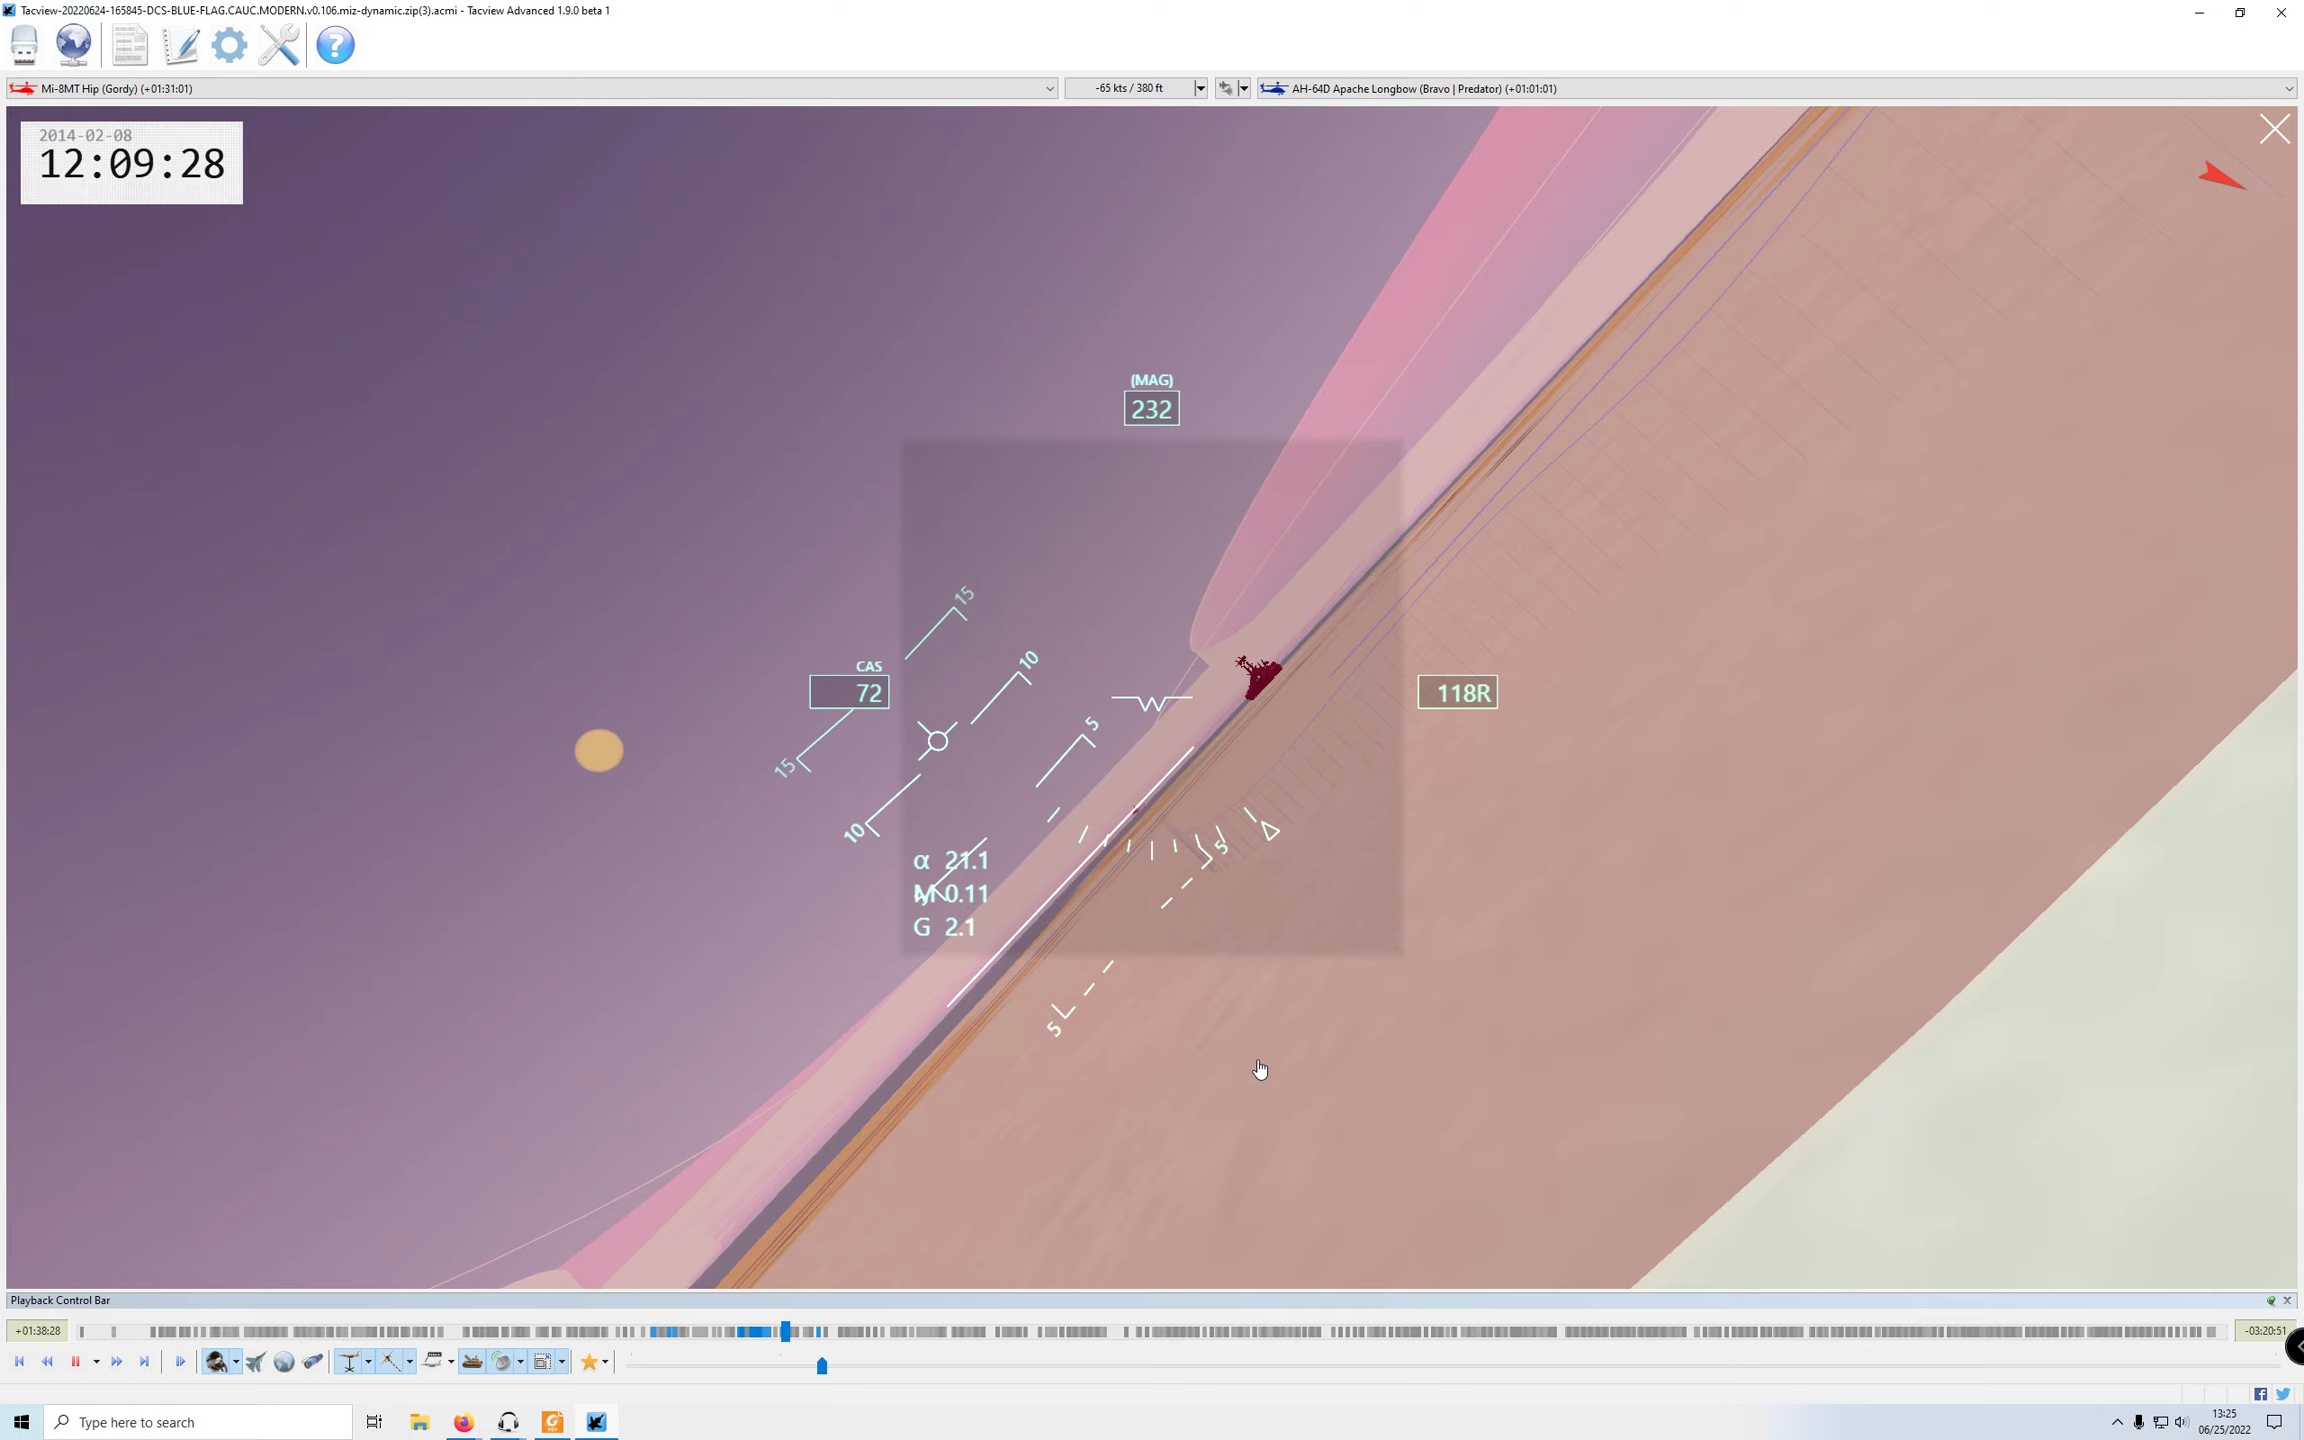 Tacview-20220624-165845-DCS-BLUE-FLAG.CAUC.MODERN.v0.106.miz-dynamic.zip(3).acmi - Tacview Advanced 1.9.0 beta 1
Mi-8MT Hip (Gordy) (+01:31:01)
-65 kts / 380 ft
AH-64D Apache Longbow (Bravo | Predator) (+01:01:01)
2014-02-08
12:09:28
(MAG)
232
15
10
CAS
72
118R
5
15
10
5
α 21.1
M 0.11
G 2.1
5
Playback Control Bar
+01:38:28
-03:20:51
Type here to search
13:25
06/25/2022